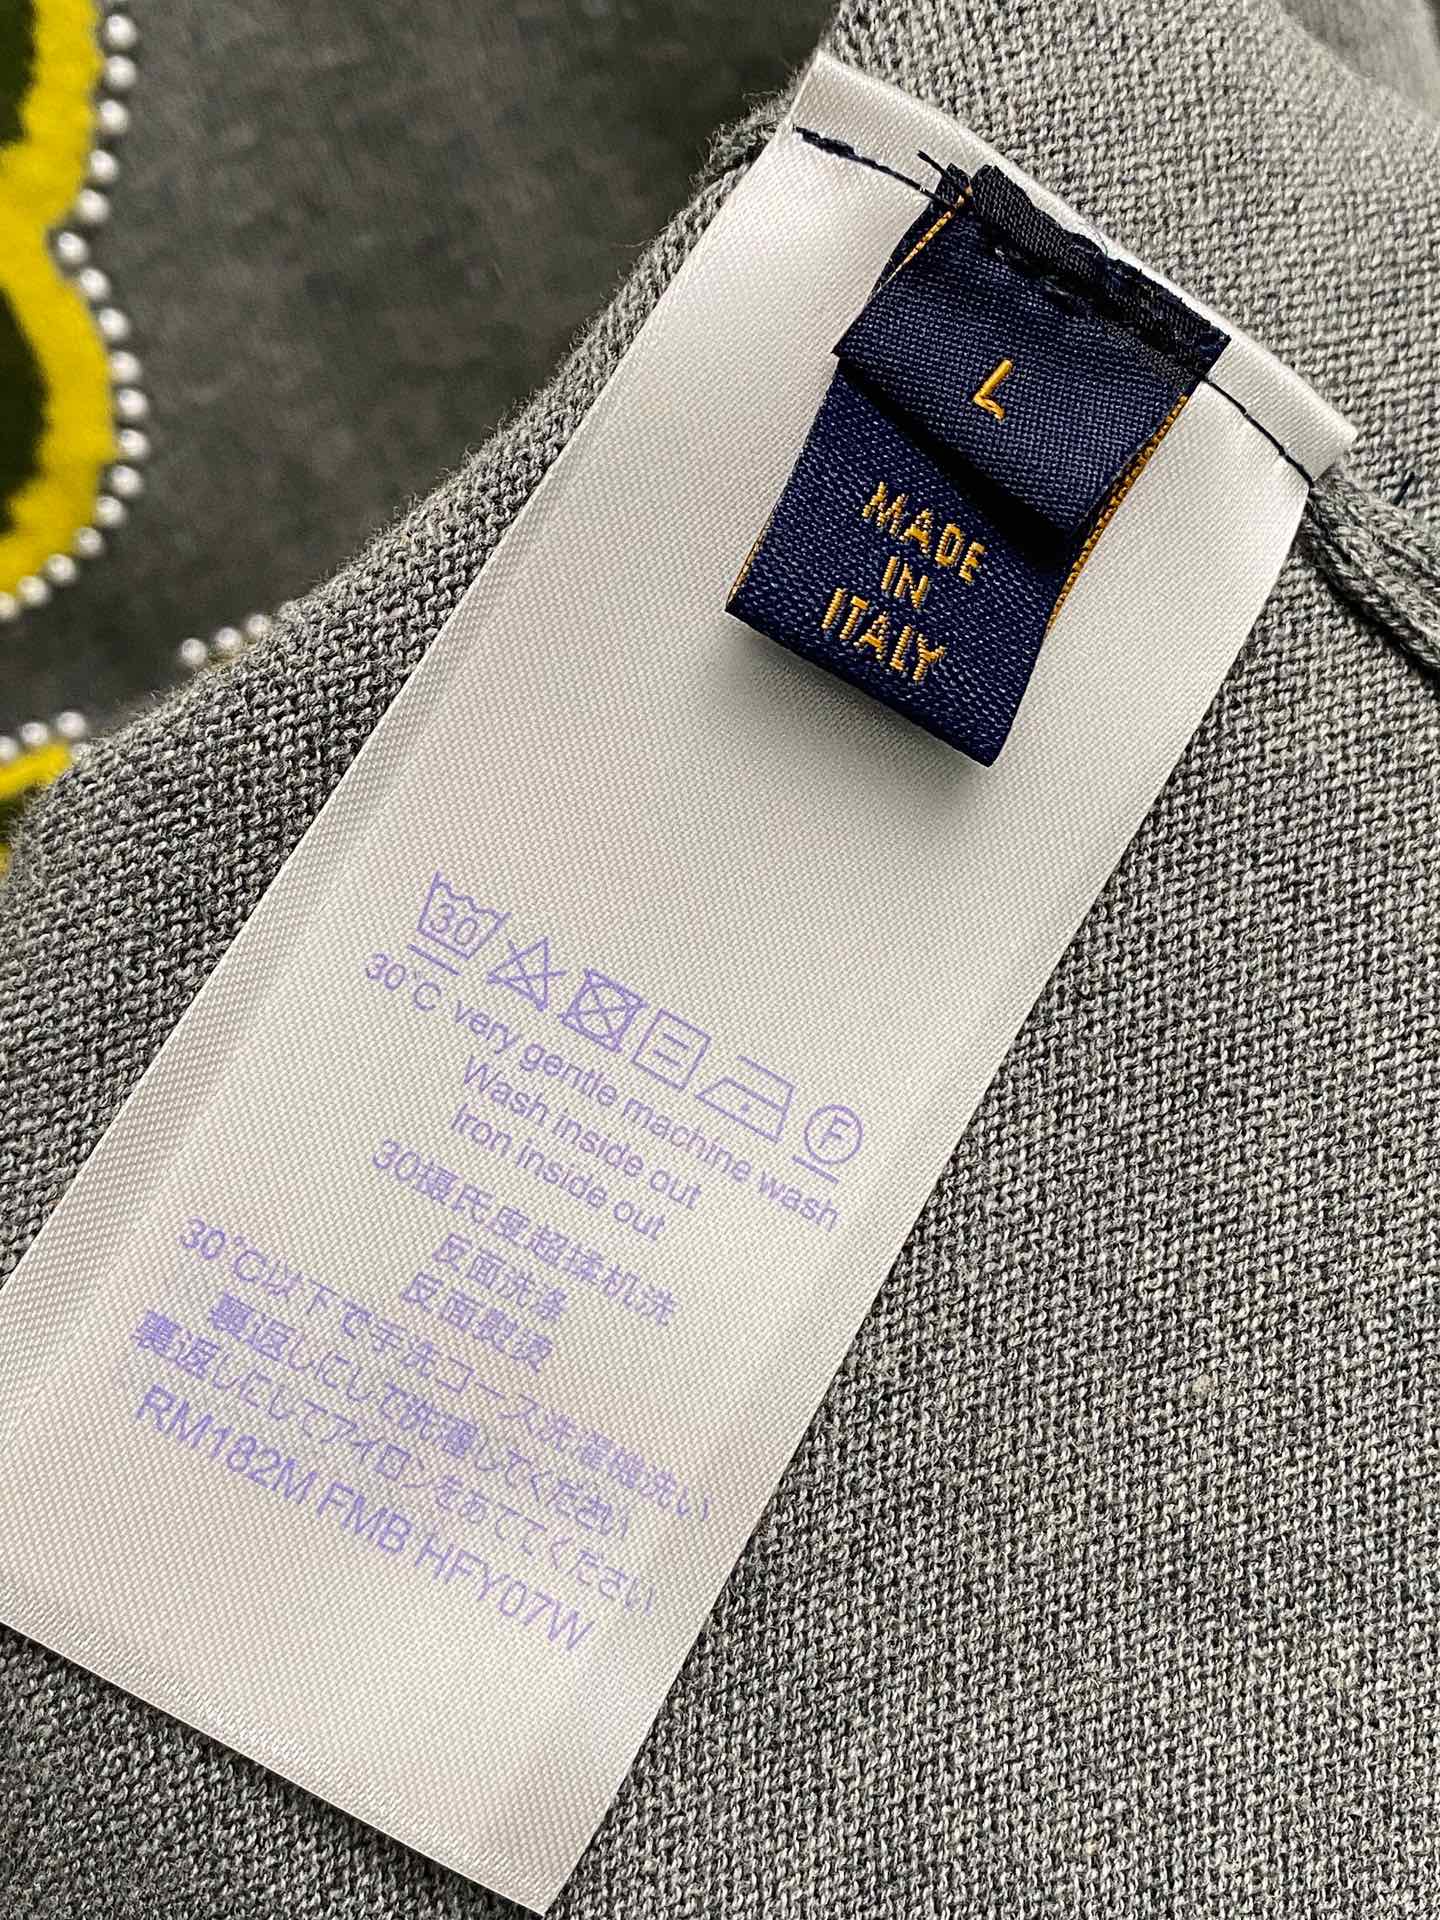 L
MADE
IN
ITALY
30
F
30°C very gentle machine wash
Wash inside out
Iron inside out
30摄氏度超揉机洗
反面洗涤
反面熨烫
30°C以下で手洗コース洗濯機洗い
裏返しにして洗濯してください
裏返しにしてアイロンをあててください
RM182M FMB HFY07W